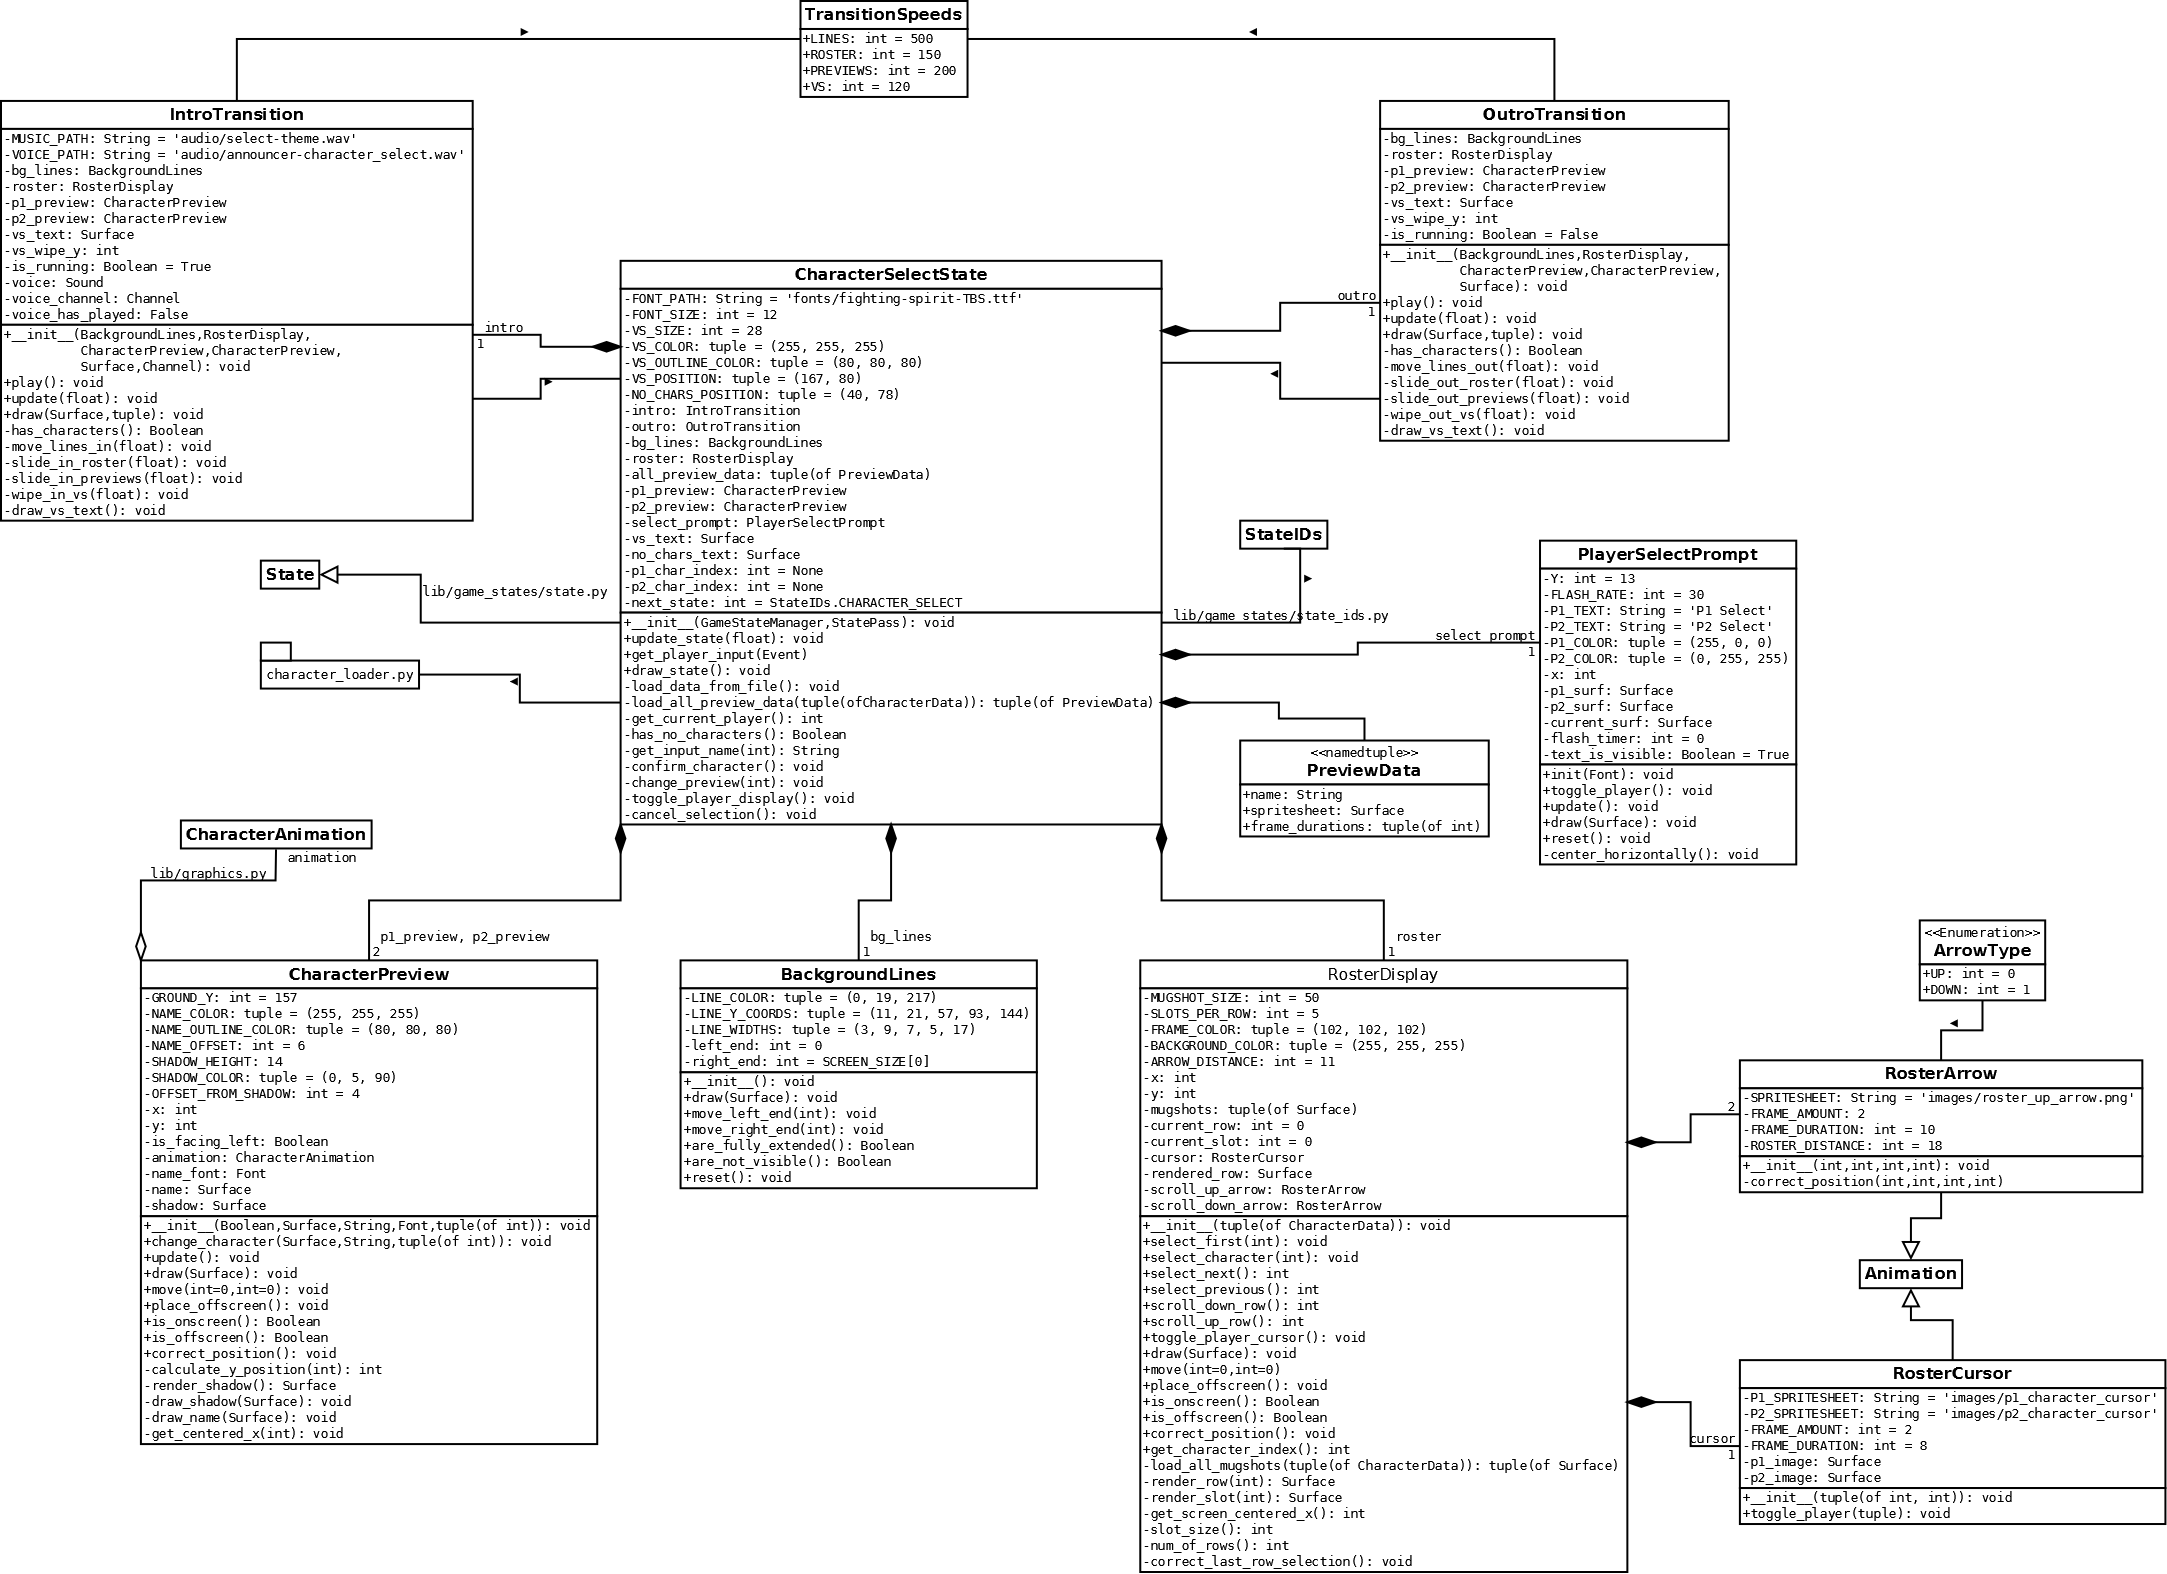 TransitionSpeeds
+LINES: int = 500
+ROSTER: int = 150
+PREVIEWS: int = 200
+VS: int = 120
IntroTransition
-MUSIC_PATH: String = 'audio/select-theme.wav'
-VOICE_PATH: String = 'audio/announcer-character_select.wav'
-bg_lines: BackgroundLines
-roster: RosterDisplay
-p1_preview: CharacterPreview
-p2_preview: CharacterPreview
-vs_text: Surface
-vs_wipe_y: int
-is_running: Boolean = True
-voice: Sound
-voice_channel: Channel
-voice_has_played: False
+__init__(BackgroundLines,RosterDisplay,
CharacterPreview,CharacterPreview,
Surface,Channel): void
+play(): void
+update(float): void
+draw(Surface,tuple): void
-has_characters(): Boolean
-move_lines_in(float): void
-slide_in_roster(float): void
-slide_in_previews(float): void
-wipe_in_vs(float): void
-draw_vs_text(): void
OutroTransition
-bg_lines: BackgroundLines
-roster: RosterDisplay
-p1_preview: CharacterPreview
-p2_preview: CharacterPreview
-vs_text: Surface
-vs_wipe_y: int
-is_running: Boolean = False
+__init__(BackgroundLines,RosterDisplay,
CharacterPreview,CharacterPreview,
Surface): void
+play(): void
+update(float): void
+draw(Surface,tuple): void
-has_characters(): Boolean
-move_lines_out(float): void
-slide_out_roster(float): void
-slide_out_previews(float): void
-wipe_out_vs(float): void
-draw_vs_text(): void
intro
1
outro
1
CharacterSelectState
-FONT_PATH: String = 'fonts/fighting-spirit-TBS.ttf'
-FONT_SIZE: int = 12
-VS_SIZE: int = 28
-VS_COLOR: tuple = (255, 255, 255)
-VS_OUTLINE_COLOR: tuple = (80, 80, 80)
-VS_POSITION: tuple = (167, 80)
-NO_CHARS_POSITION: tuple = (40, 78)
-intro: IntroTransition
-outro: OutroTransition
-bg_lines: BackgroundLines
-roster: RosterDisplay
-all_preview_data: tuple(of PreviewData)
-p1_preview: CharacterPreview
-p2_preview: CharacterPreview
-select_prompt: PlayerSelectPrompt
-vs_text: Surface
-no_chars_text: Surface
-p1_char_index: int = None
-p2_char_index: int = None
-next_state: int = StateIDs.CHARACTER_SELECT
+__init__(GameStateManager,StatePass): void
+update_state(float): void
+get_player_input(Event)
+draw_state(): void
-load_data_from_file(): void
-load_all_preview_data(tuple(ofCharacterData)): tuple(of PreviewData)
-get_current_player(): int
-has_no_characters(): Boolean
-get_input_name(int): String
-confirm_character(): void
-change_preview(int): void
-toggle_player_display(): void
-cancel_selection(): void
State
lib/game_states/state.py
character_loader.py
StateIDs
lib/game_states/state_ids.py
select_prompt
1
PlayerSelectPrompt
-Y: int = 13
-FLASH_RATE: int = 30
-P1_TEXT: String = 'P1 Select'
-P2_TEXT: String = 'P2 Select'
-P1_COLOR: tuple = (255, 0, 0)
-P2_COLOR: tuple = (0, 255, 255)
-x: int
-p1_surf: Surface
-p2_surf: Surface
-current_surf: Surface
-flash_timer: int = 0
-text_is_visible: Boolean = True
+init(Font): void
+toggle_player(): void
+update(): void
+draw(Surface): void
+reset(): void
-center_horizontally(): void
<<namedtuple>>
PreviewData
+name: String
+spritesheet: Surface
+frame_durations: tuple(of int)
CharacterAnimation
animation
lib/graphics.py
p1_preview, p2_preview
2
CharacterPreview
-GROUND_Y: int = 157
-NAME_COLOR: tuple = (255, 255, 255)
-NAME_OUTLINE_COLOR: tuple = (80, 80, 80)
-NAME_OFFSET: int = 6
-SHADOW_HEIGHT: 14
-SHADOW_COLOR: tuple = (0, 5, 90)
-OFFSET_FROM_SHADOW: int = 4
-x: int
-y: int
-is_facing_left: Boolean
-animation: CharacterAnimation
-name_font: Font
-name: Surface
-shadow: Surface
+__init__(Boolean,Surface,String,Font,tuple(of int)): void
+change_character(Surface,String,tuple(of int)): void
+update(): void
+draw(Surface): void
+move(int=0,int=0): void
+place_offscreen(): void
+is_onscreen(): Boolean
+is_offscreen(): Boolean
+correct_position(): void
-calculate_y_position(int): int
-render_shadow(): Surface
-draw_shadow(Surface): void
-draw_name(Surface): void
-get_centered_x(int): void
bg_lines
1
BackgroundLines
-LINE_COLOR: tuple = (0, 19, 217)
-LINE_Y_COORDS: tuple = (11, 21, 57, 93, 144)
-LINE_WIDTHS: tuple = (3, 9, 7, 5, 17)
-left_end: int = 0
-right_end: int = SCREEN_SIZE[0]
+__init__(): void
+draw(Surface): void
+move_left_end(int): void
+move_right_end(int): void
+are_fully_extended(): Boolean
+are_not_visible(): Boolean
+reset(): void
roster
1
RosterDisplay
-MUGSHOT_SIZE: int = 50
-SLOTS_PER_ROW: int = 5
-FRAME_COLOR: tuple = (102, 102, 102)
-BACKGROUND_COLOR: tuple = (255, 255, 255)
-ARROW_DISTANCE: int = 11
-x: int
-y: int
-mugshots: tuple(of Surface)
-current_row: int = 0
-current_slot: int = 0
-cursor: RosterCursor
-rendered_row: Surface
-scroll_up_arrow: RosterArrow
-scroll_down_arrow: RosterArrow
+__init__(tuple(of CharacterData)): void
+select_first(int): void
+select_character(int): void
+select_next(): int
+select_previous(): int
+scroll_down_row(): int
+scroll_up_row(): int
+toggle_player_cursor(): void
+draw(Surface): void
+move(int=0,int=0)
+place_offscreen(): void
+is_onscreen(): Boolean
+is_offscreen(): Boolean
+correct_position(): void
+get_character_index(): int
-load_all_mugshots(tuple(of CharacterData)): tuple(of Surface)
-render_row(int): Surface
-render_slot(int): Surface
-get_screen_centered_x(): int
-slot_size(): int
-num_of_rows(): int
-correct_last_row_selection(): void
<<Enumeration>>
ArrowType
+UP: int = 0
+DOWN: int = 1
2
RosterArrow
-SPRITESHEET: String = 'images/roster_up_arrow.png'
-FRAME_AMOUNT: 2
-FRAME_DURATION: int = 10
-ROSTER_DISTANCE: int = 18
+__init__(int,int,int,int): void
-correct_position(int,int,int,int)
Animation
cursor
1
RosterCursor
-P1_SPRITESHEET: String = 'images/p1_character_cursor'
-P2_SPRITESHEET: String = 'images/p2_character_cursor'
-FRAME_AMOUNT: int = 2
-FRAME_DURATION: int = 8
-p1_image: Surface
-p2_image: Surface
+__init__(tuple(of int, int)): void
+toggle_player(tuple): void